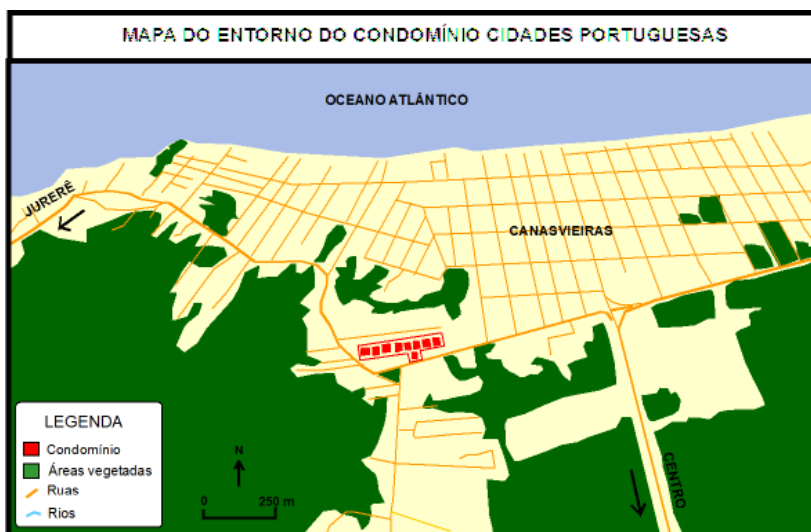 MAPA DO ENTORNO DO CONDOMÍNIO CIDADES PORTUGUESAS
OCEANO ATLÂNTICO
JURERÊ
CANASVIEIRAS
LEGENDA
Condomínio
Áreas vegetadas
Ruas
Rios
N
0 250 m
CENTRO